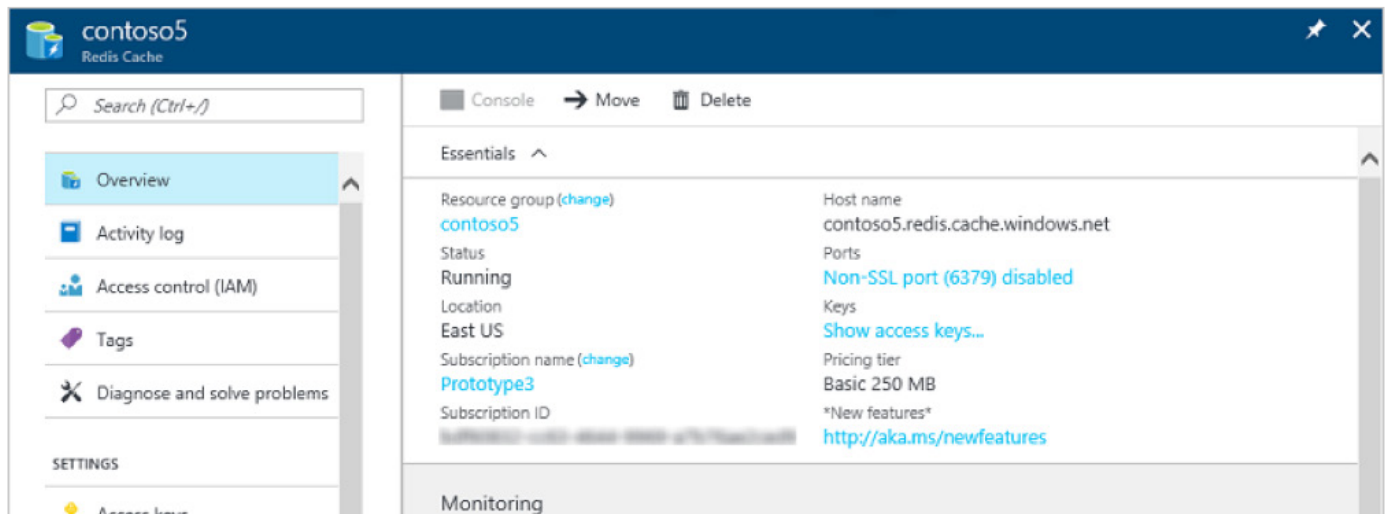 contoso5
Redis Cache
Search (Ctrl+/)
Overview
Activity log
Access control (IAM)
Tags
Diagnose and solve problems
SETTINGS
Access keys
Console Move Delete
Essentials
Resource group (change)
contoso5
Status
Running
Location
East US
Subscription name (change)
Prototype3
Subscription ID
Host name
contoso5.redis.cache.windows.net
Ports
Non-SSL port (6379) disabled
Keys
Show access keys...
Pricing tier
Basic 250 MB
*New features*
http://aka.ms/newfeatures
Monitoring